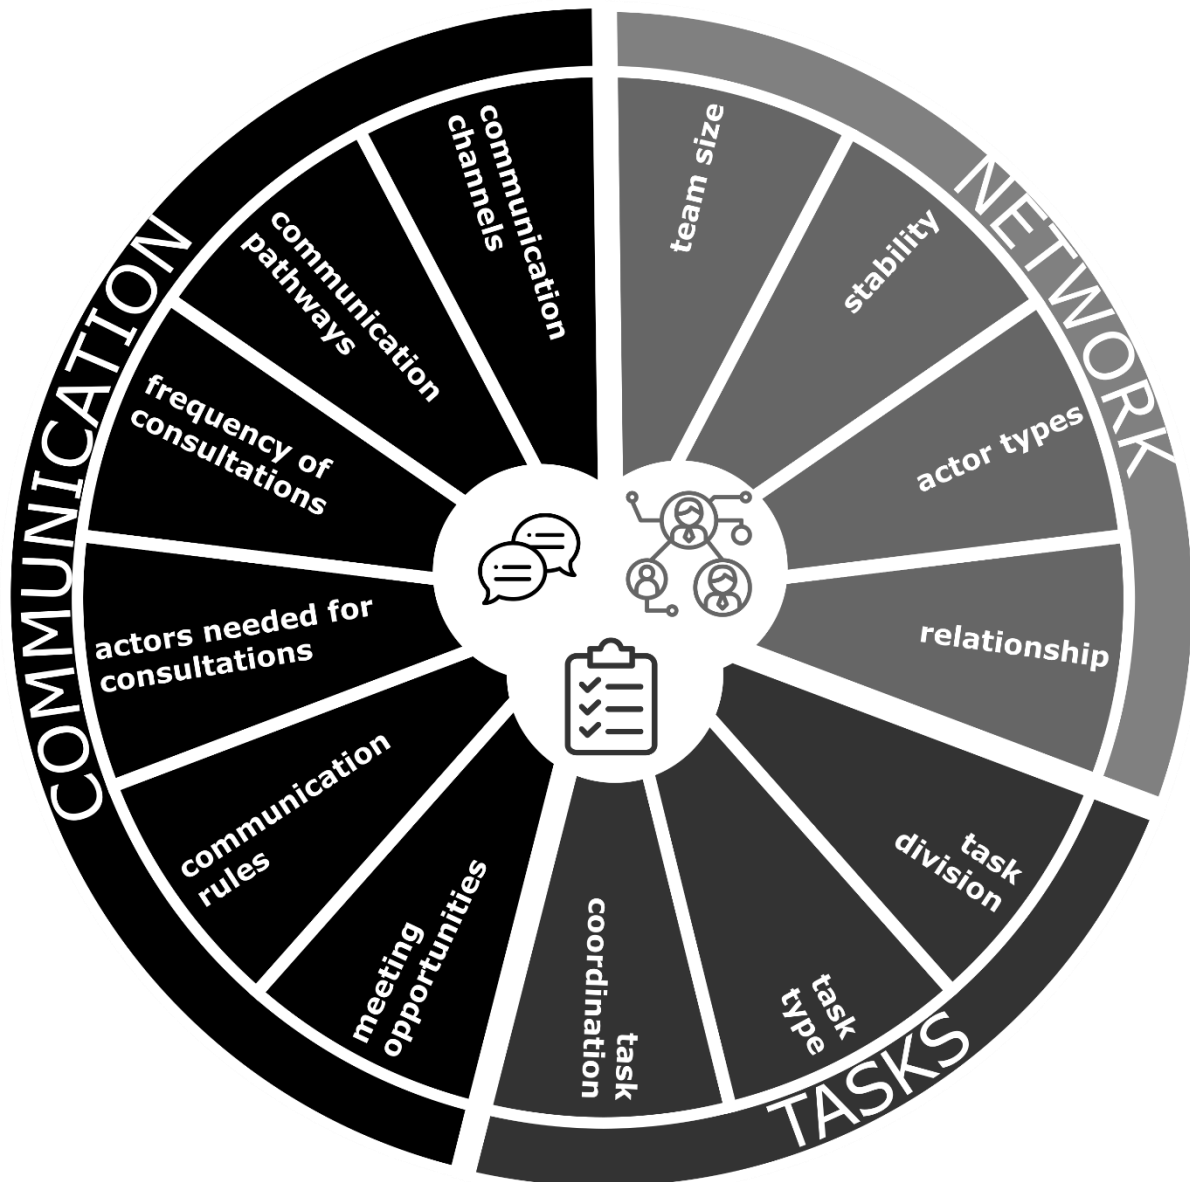 NETWORK
team size
stability
actor types
relationship
TASKS
task
division
task
type
task
coordination
COMMUNICATION
meeting
opportunities
communication
rules
actors needed for
consultations
frequency of
consultations
communication
pathways
communication
channels